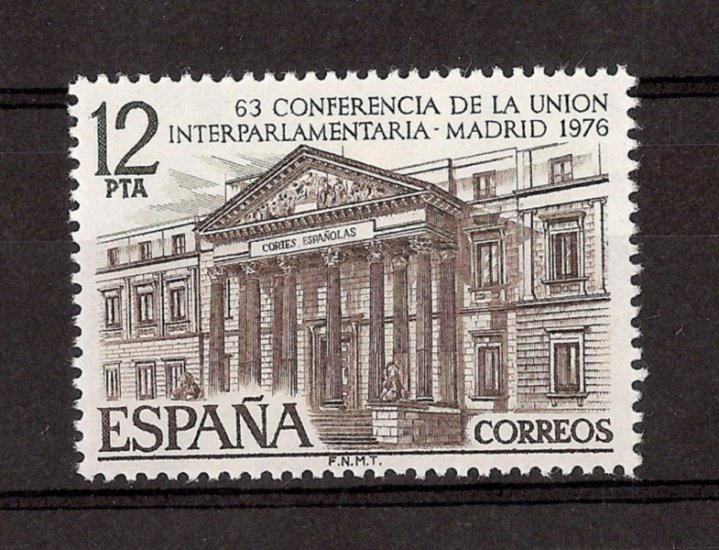 12
PTA
63 CONFERENCIA DE LA UNION
INTERPARLAMENTARIA - MADRID 1976
CORTES ESPAÑOLAS
ESPAÑA
CORREOS
F.N.M.T.